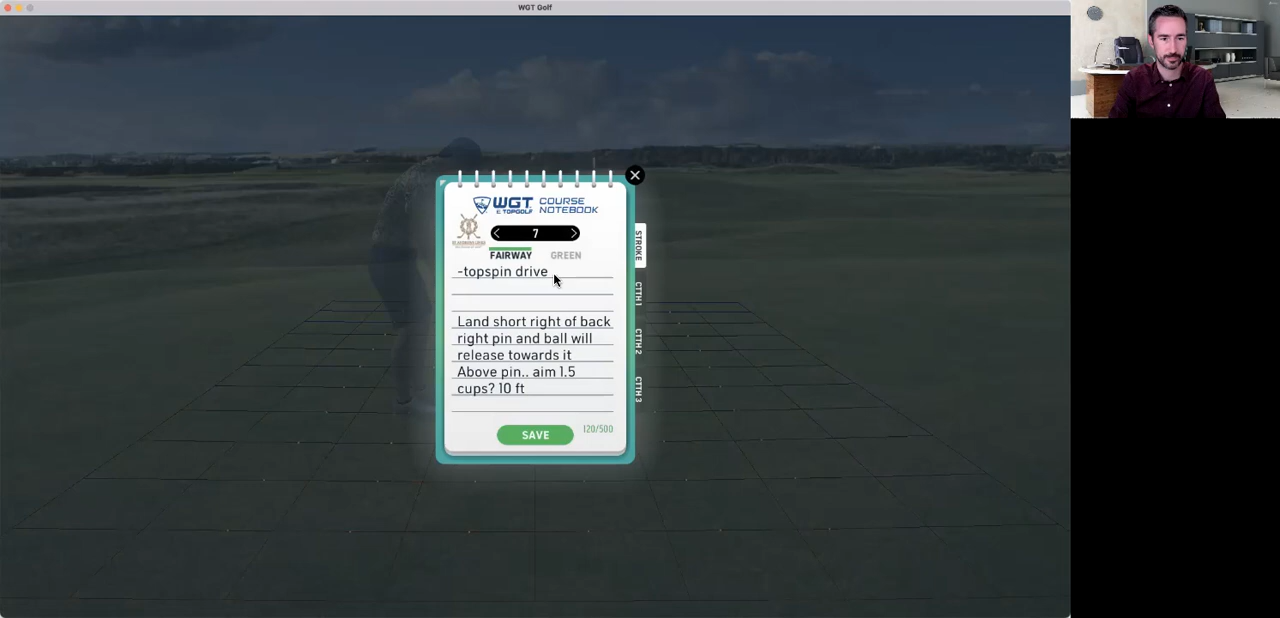 WGT Golf
WGT COURSE
BY TOPGOLF NOTEBOOK
7
FAIRWAY GREEN
-topspin drive
Land short right of back
right pin and ball will
release towards it
Above pin.. aim 1.5
cups? 10 ft
SAVE
120/500
STROKE
CTTH 1
CTTH 2
CTTH 3